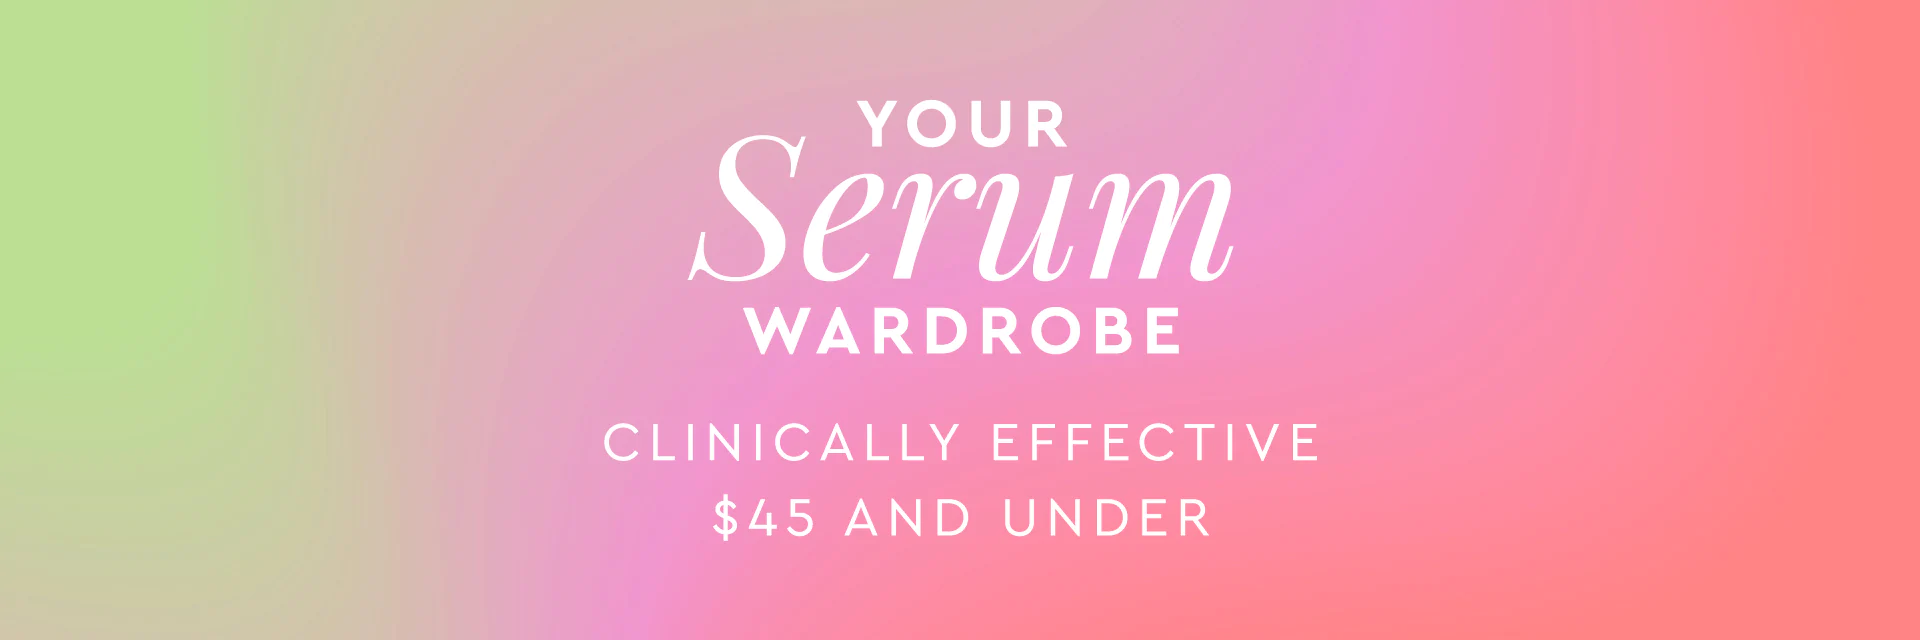 YOUR
Serum
WARDROBE
CLINICALLY EFFECTIVE
$45 AND UNDER